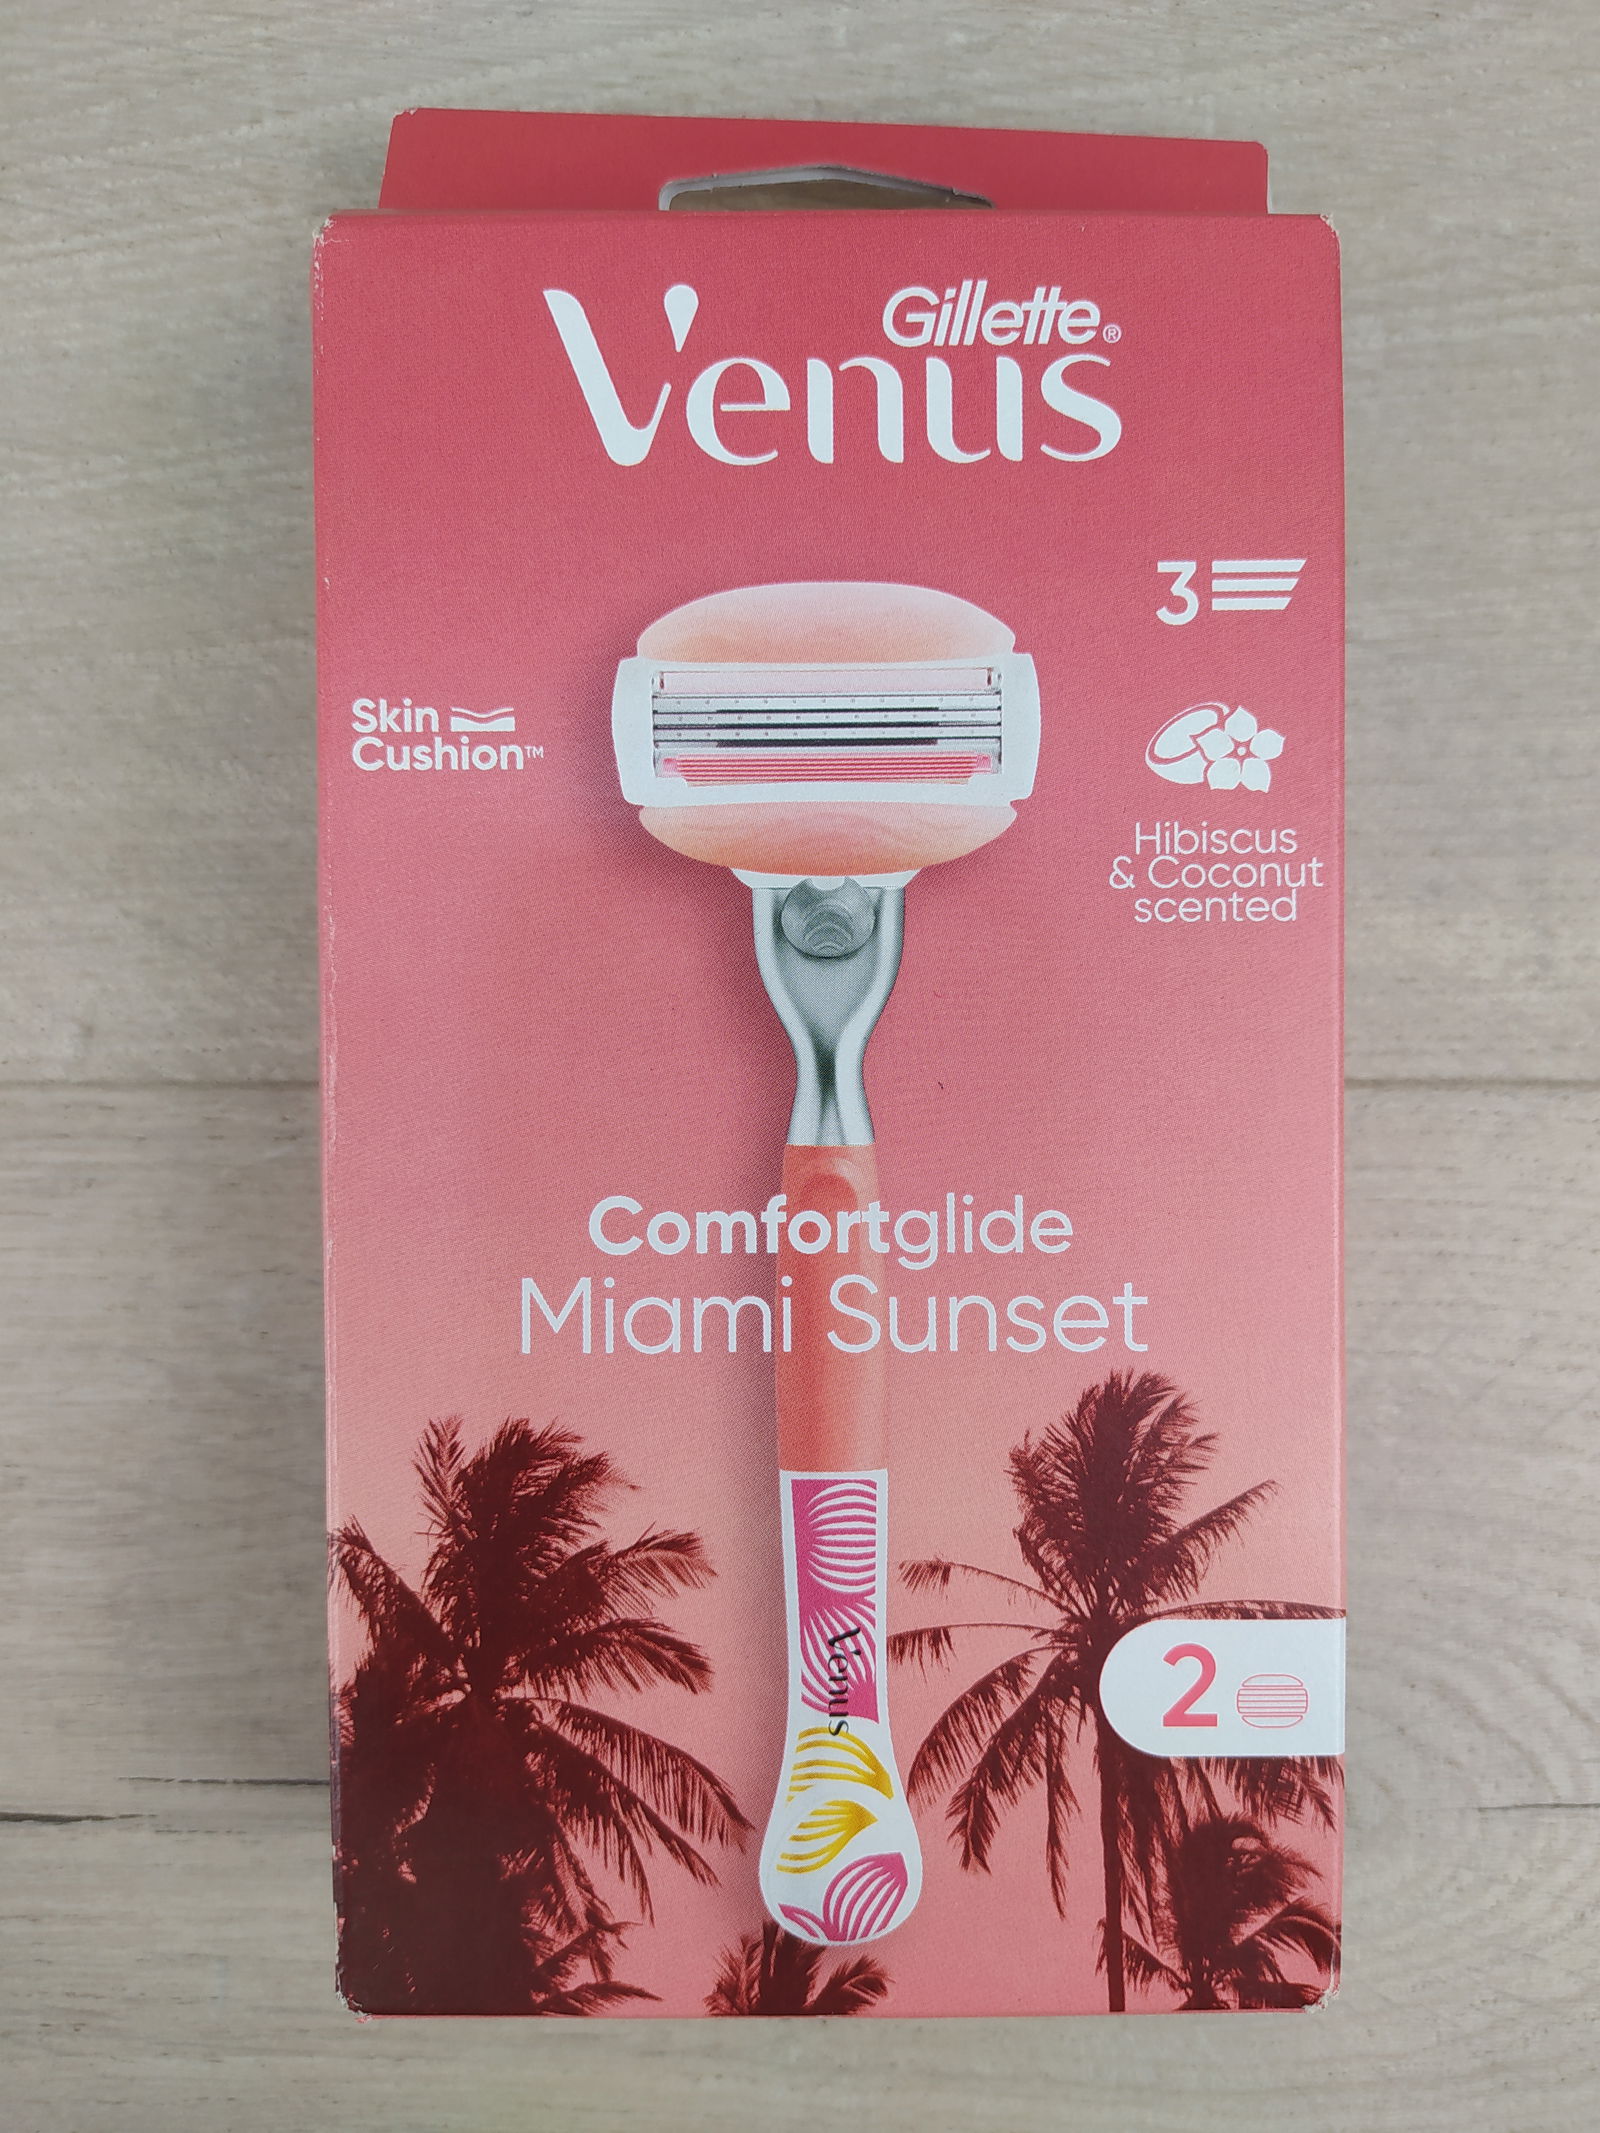 Gillette®
Venus
3
Skin
Cushion™
Hibiscus
& Coconut
scented
Comfortglide
Miami Sunset
Venus
2